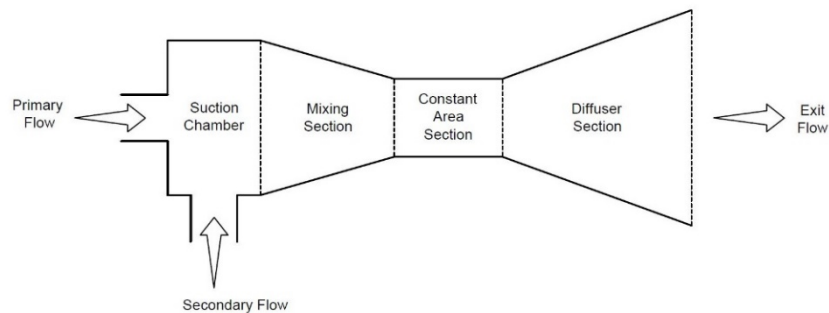 Primary
Flow
Suction
Chamber
Mixing
Section
Constant
Area
Section
Diffuser
Section
Exit
Flow
Secondary Flow